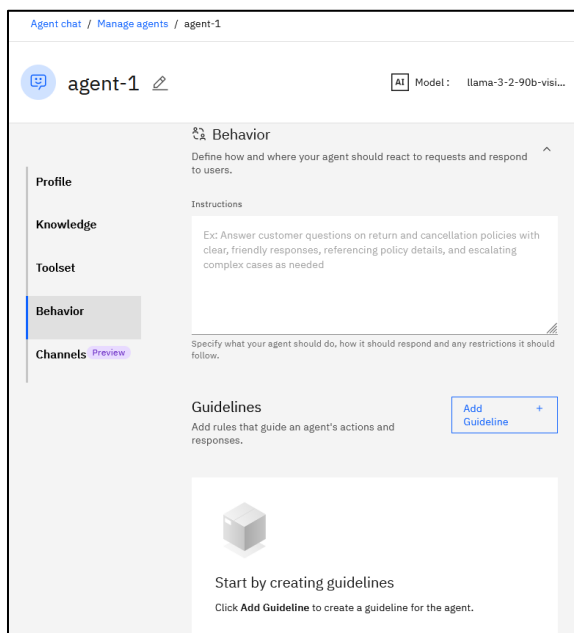 Agent chat / Manage agents / agent-1
agent-1
AI Model : llama-3-2-90b-visi...
Behavior
Define how and where your agent should react to requests and respond
to users.
Profile
Knowledge
Toolset
Behavior
Channels Preview
Instructions
Ex: Answer customer questions on return and cancellation policies with
clear, friendly responses, referencing policy details, and escalating
complex cases as needed
Specify what your agent should do, how it should respond and any restrictions it should
follow.
Guidelines
Add rules that guide an agent's actions and
responses.
Add +
Guideline
Start by creating guidelines
Click Add Guideline to create a guideline for the agent.